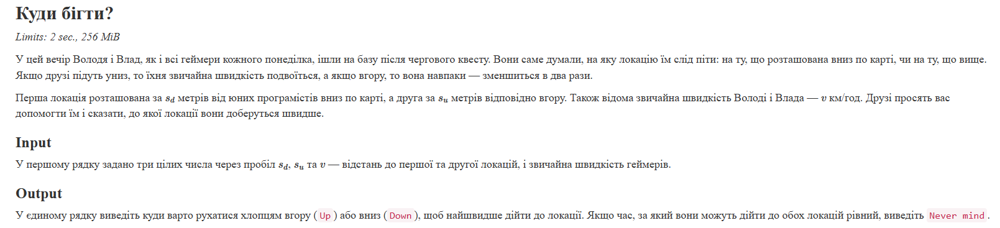 Куди бігти?
Limits: 2 sec., 256 MiB
У цей вечір Володя і Влад, як і всі геймери кожного понеділка, ішли на базу після чергового квесту. Вони саме думали, на яку локацію їм слід піти: на ту, що розташована вниз по карті, чи на ту, що вище.
Якщо друзі підуть униз, то їхня звичайна швидкість подвоїться, а якщо вгору, то вона навпаки — зменшиться в два рази.
Перша локація розташована за s_d метрів від юних програмістів вниз по карті, а друга за s_u метрів відповідно вгору. Також відома звичайна швидкість Володі і Влада — v км/год. Друзі просять вас
допомогти їм і сказати, до якої локації вони доберуться швидше.
Input
У першому рядку задано три цілих числа через пробіл s_d, s_u та v — відстань до першої та другої локацій, і звичайна швидкість геймерів.
Output
У єдиному рядку виведіть куди варто рухатися хлопцям вгору (Up) або вниз (Down), щоб найшвидше дійти до локації. Якщо час, за який вони можуть дійти до обох локацій рівний, виведіть Never mind.